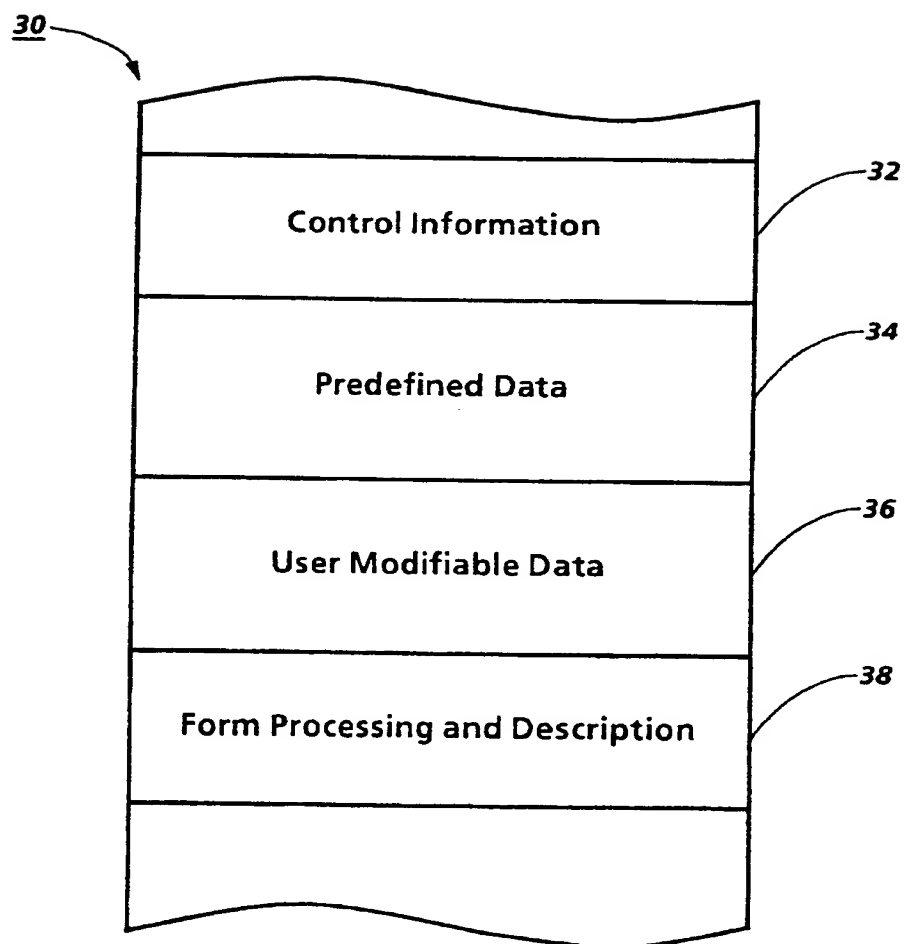 30
32
Control Information
34
Predefined Data
36
User Modifiable Data
38
Form Processing and Description